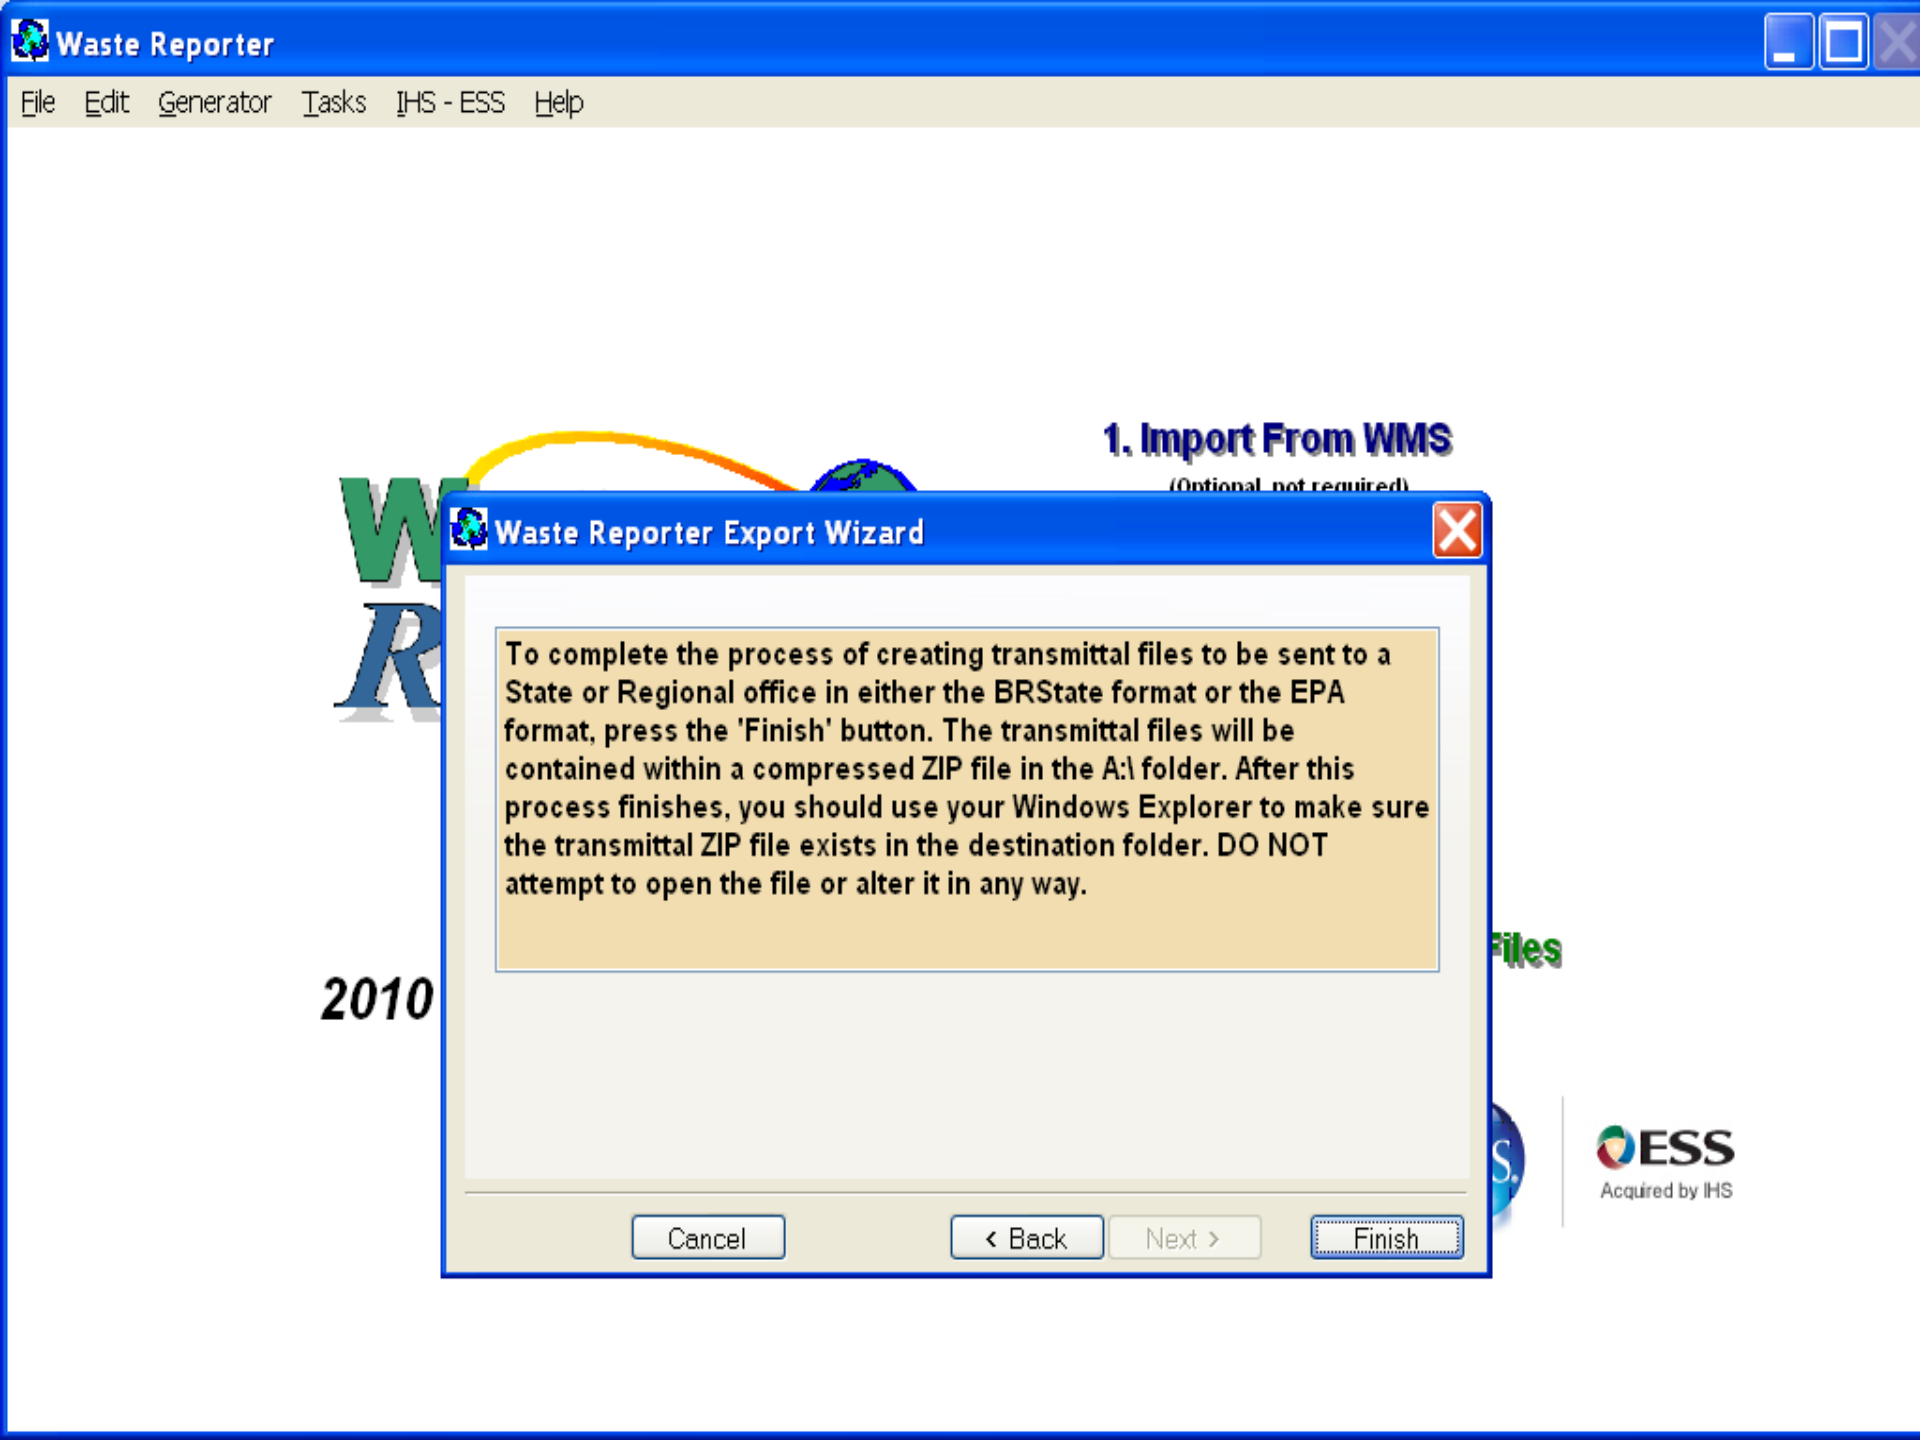 Waste Reporter
File Edit Generator Tasks IHS - ESS Help
1. Import From WMS
(Optional, not required)
W
R
Waste Reporter Export Wizard
To complete the process of creating transmittal files to be sent to a
State or Regional office in either the BRState format or the EPA
format, press the 'Finish' button. The transmittal files will be
contained within a compressed ZIP file in the A:\ folder. After this
process finishes, you should use your Windows Explorer to make sure
the transmittal ZIP file exists in the destination folder. DO NOT
attempt to open the file or alter it in any way.
Files
2010
S.
ESS
Acquired by IHS
Cancel < Back Next > Finish